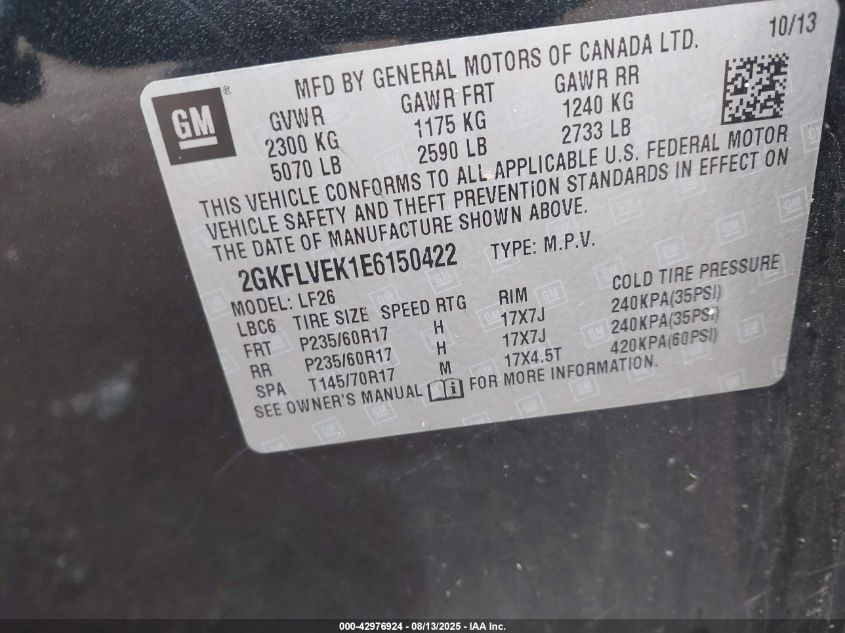 10/13
MFD BY GENERAL MOTORS OF CANADA LTD.
GM®
GVWR GAWR FRT GAWR RR
2300 KG 1175 KG 1240 KG
5070 LB 2590 LB 2733 LB
THIS VEHICLE CONFORMS TO ALL APPLICABLE U.S. FEDERAL MOTOR
VEHICLE SAFETY AND THEFT PREVENTION STANDARDS IN EFFECT ON
THE DATE OF MANUFACTURE SHOWN ABOVE.
2GKFLVEK1E6150422 TYPE: M.P.V.
MODEL: LF26
LBC6 TIRE SIZE SPEED RTG RIM COLD TIRE PRESSURE
FRT P235/60R17 H 17X7J 240KPA(35PSI)
RR P235/60R17 H 17X7J 240KPA(35PSI)
SPA T145/70R17 M 17X4.5T 420KPA(60PSI)
SEE OWNER'S MANUAL FOR MORE INFORMATION.
000-42976924 - 08/13/2025 - IAA Inc.